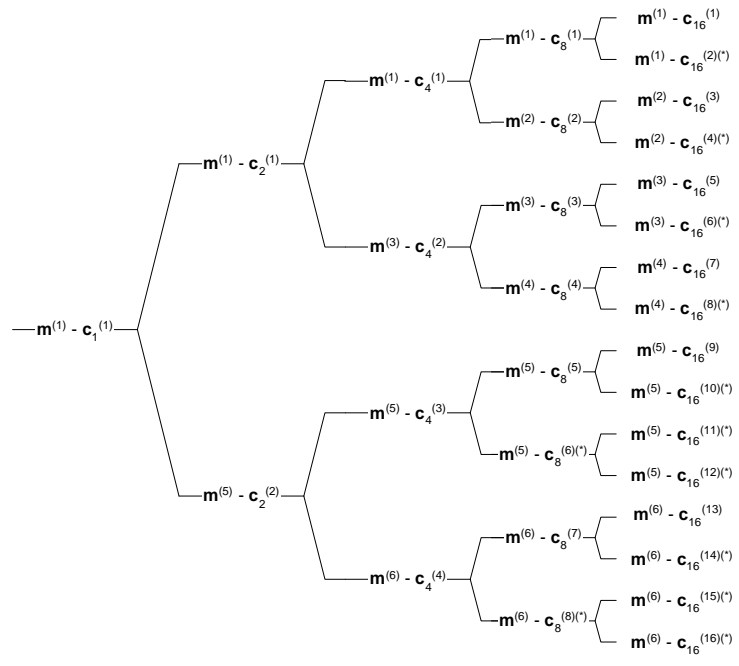 m⁽¹⁾ - c₁₆⁽¹⁾
m⁽¹⁾ - c₈⁽¹⁾
m⁽¹⁾ - c₁₆⁽²⁾⁽*⁾
m⁽¹⁾ - c₄⁽¹⁾
m⁽²⁾ - c₁₆⁽³⁾
m⁽²⁾ - c₈⁽²⁾
m⁽²⁾ - c₁₆⁽⁴⁾⁽*⁾
m⁽¹⁾ - c₂⁽¹⁾
m⁽³⁾ - c₁₆⁽⁵⁾
m⁽³⁾ - c₈⁽³⁾
m⁽³⁾ - c₁₆⁽⁶⁾⁽*⁾
m⁽³⁾ - c₄⁽²⁾
m⁽⁴⁾ - c₁₆⁽⁷⁾
m⁽⁴⁾ - c₈⁽⁴⁾
m⁽⁴⁾ - c₁₆⁽⁸⁾⁽*⁾
m⁽¹⁾ - c₁⁽¹⁾
m⁽⁵⁾ - c₁₆⁽⁹⁾
m⁽⁵⁾ - c₈⁽⁵⁾
m⁽⁵⁾ - c₁₆⁽¹⁰⁾⁽*⁾
m⁽⁵⁾ - c₄⁽³⁾
m⁽⁵⁾ - c₁₆⁽¹¹⁾⁽*⁾
m⁽⁵⁾ - c₈⁽⁶⁾⁽*⁾
m⁽⁵⁾ - c₁₆⁽¹²⁾⁽*⁾
m⁽⁵⁾ - c₂⁽²⁾
m⁽⁶⁾ - c₁₆⁽¹³⁾
m⁽⁶⁾ - c₈⁽⁷⁾
m⁽⁶⁾ - c₁₆⁽¹⁴⁾⁽*⁾
m⁽⁶⁾ - c₄⁽⁴⁾
m⁽⁶⁾ - c₁₆⁽¹⁵⁾⁽*⁾
m⁽⁶⁾ - c₈⁽⁸⁾⁽*⁾
m⁽⁶⁾ - c₁₆⁽¹⁶⁾⁽*⁾